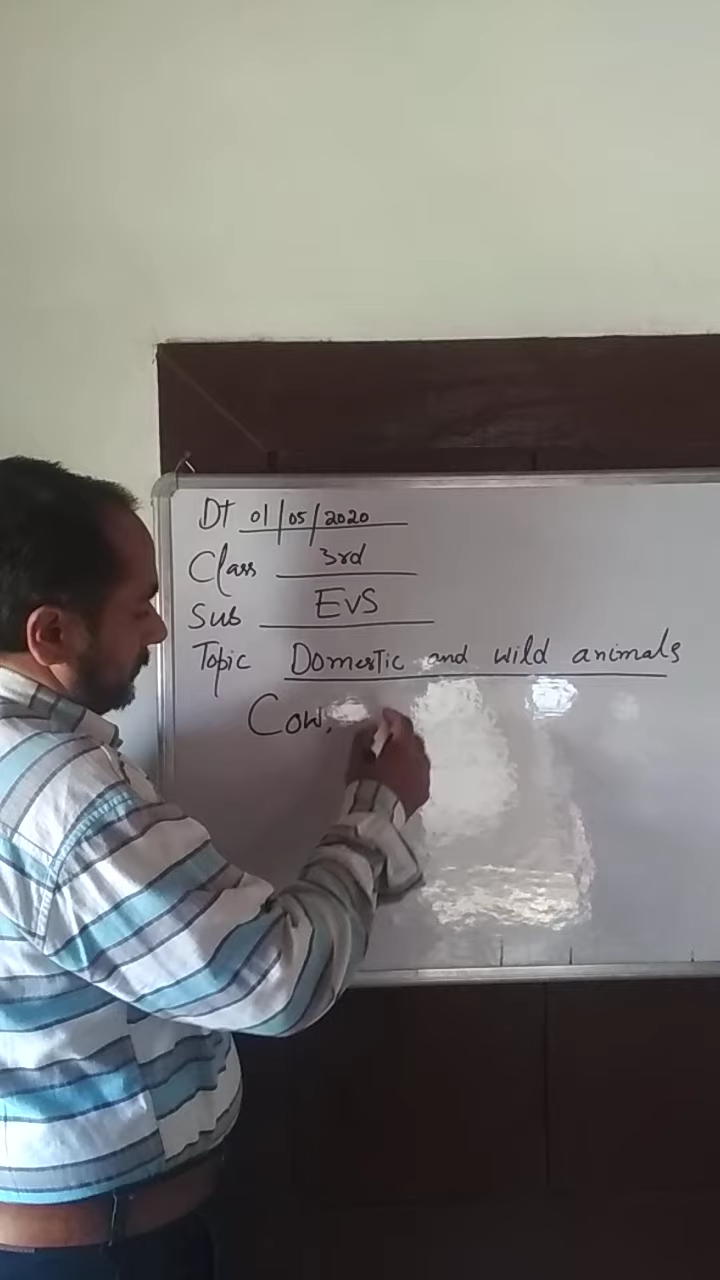 Dt 01/05/2020
Class 3rd
Sub EVS
Topic Domestic and wild animals
Cow,